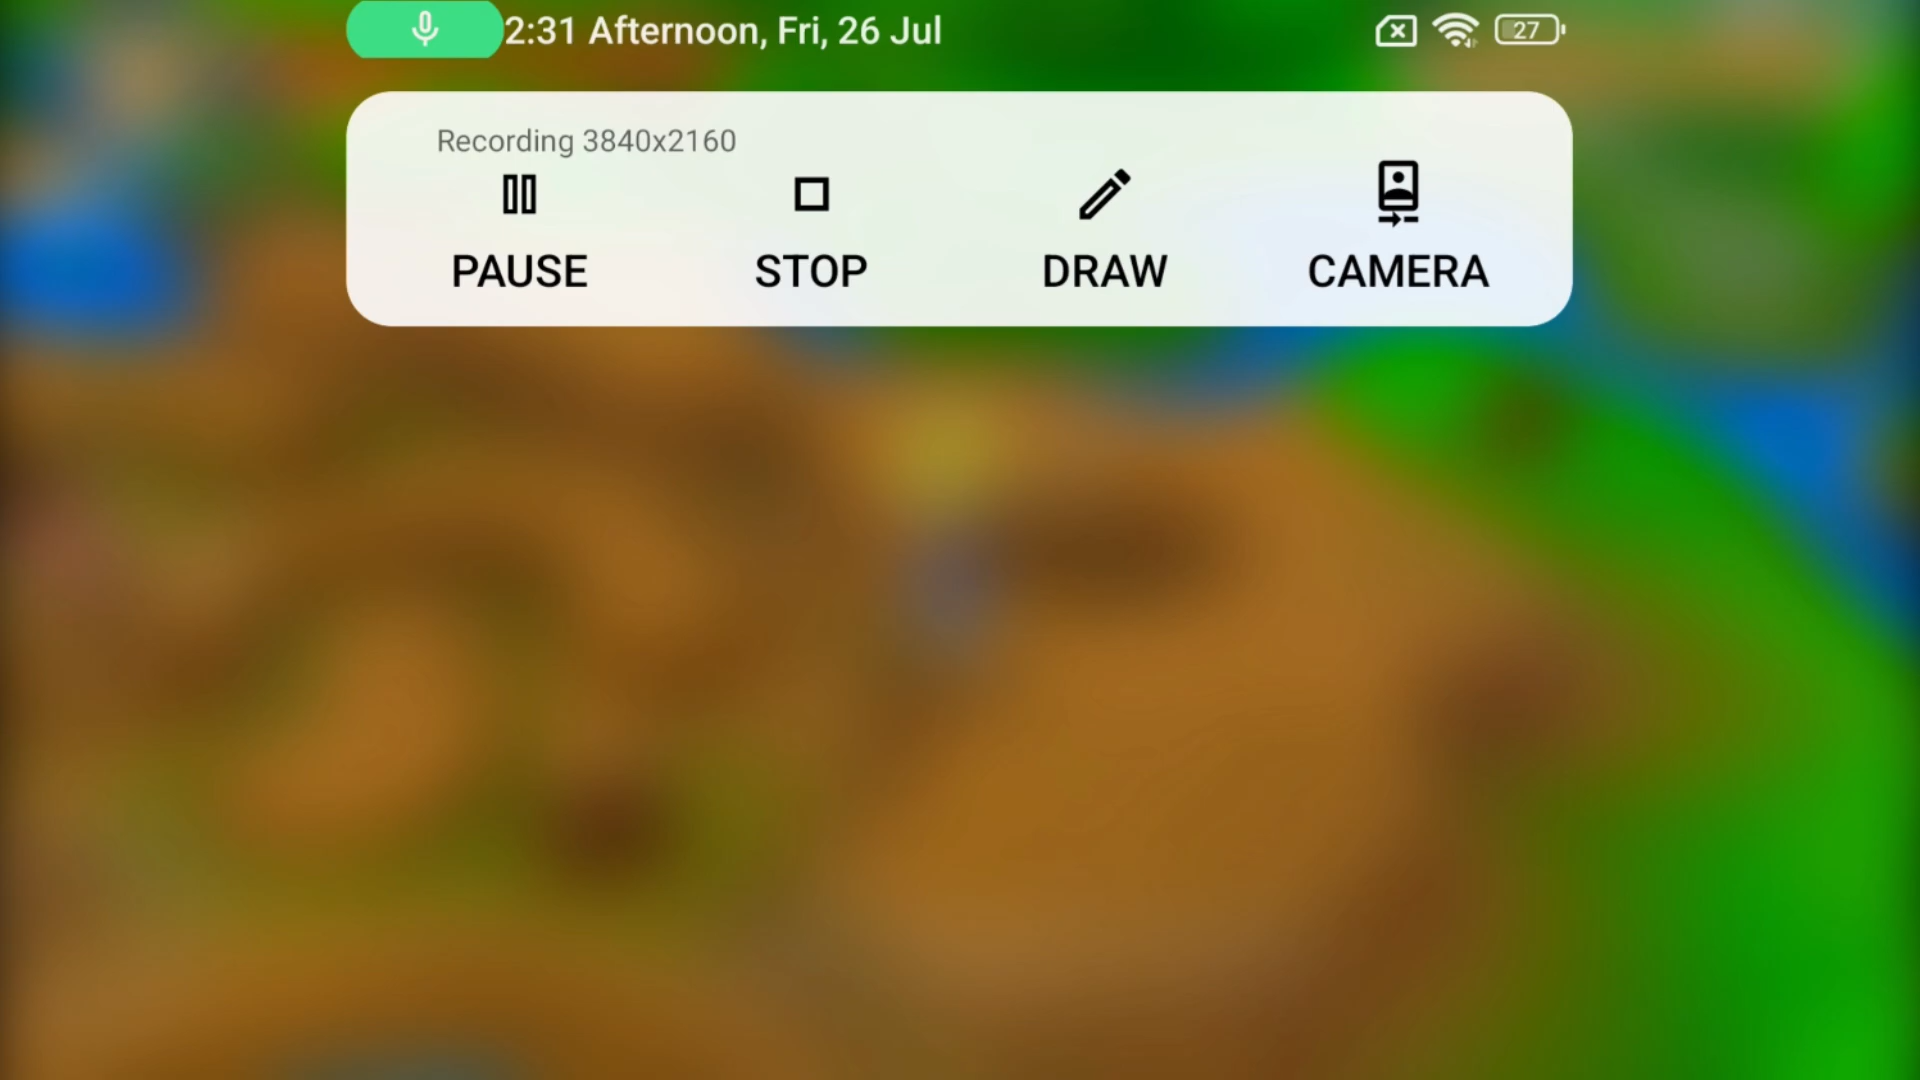 2:31 Afternoon, Fri, 26 Jul
27
Recording 3840x2160
PAUSE
STOP
DRAW
CAMERA